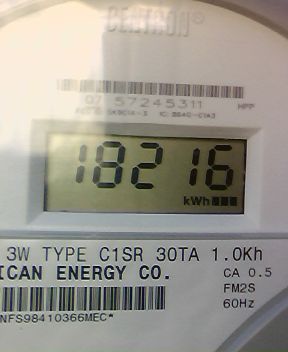 CENTRON®
07 57245311 HPP
18216
kWh
3W TYPE C1SR 30TA 1.0Kh
ICAN ENERGY CO. CA 0.5
FM2S
60Hz
NFS98410366MEC*